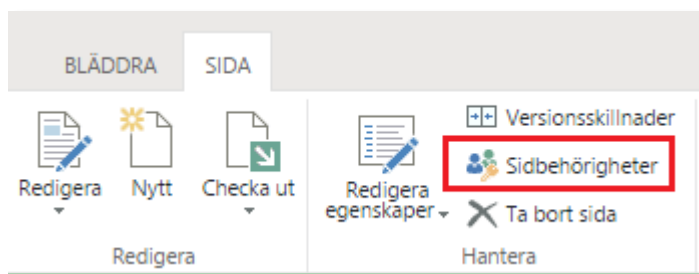 BLÄDDRA
SIDA
Redigera
Nytt
Checka ut
Redigera
egenskaper
Versionsskillnader
Sidbehörigheter
Ta bort sida
Redigera
Hantera